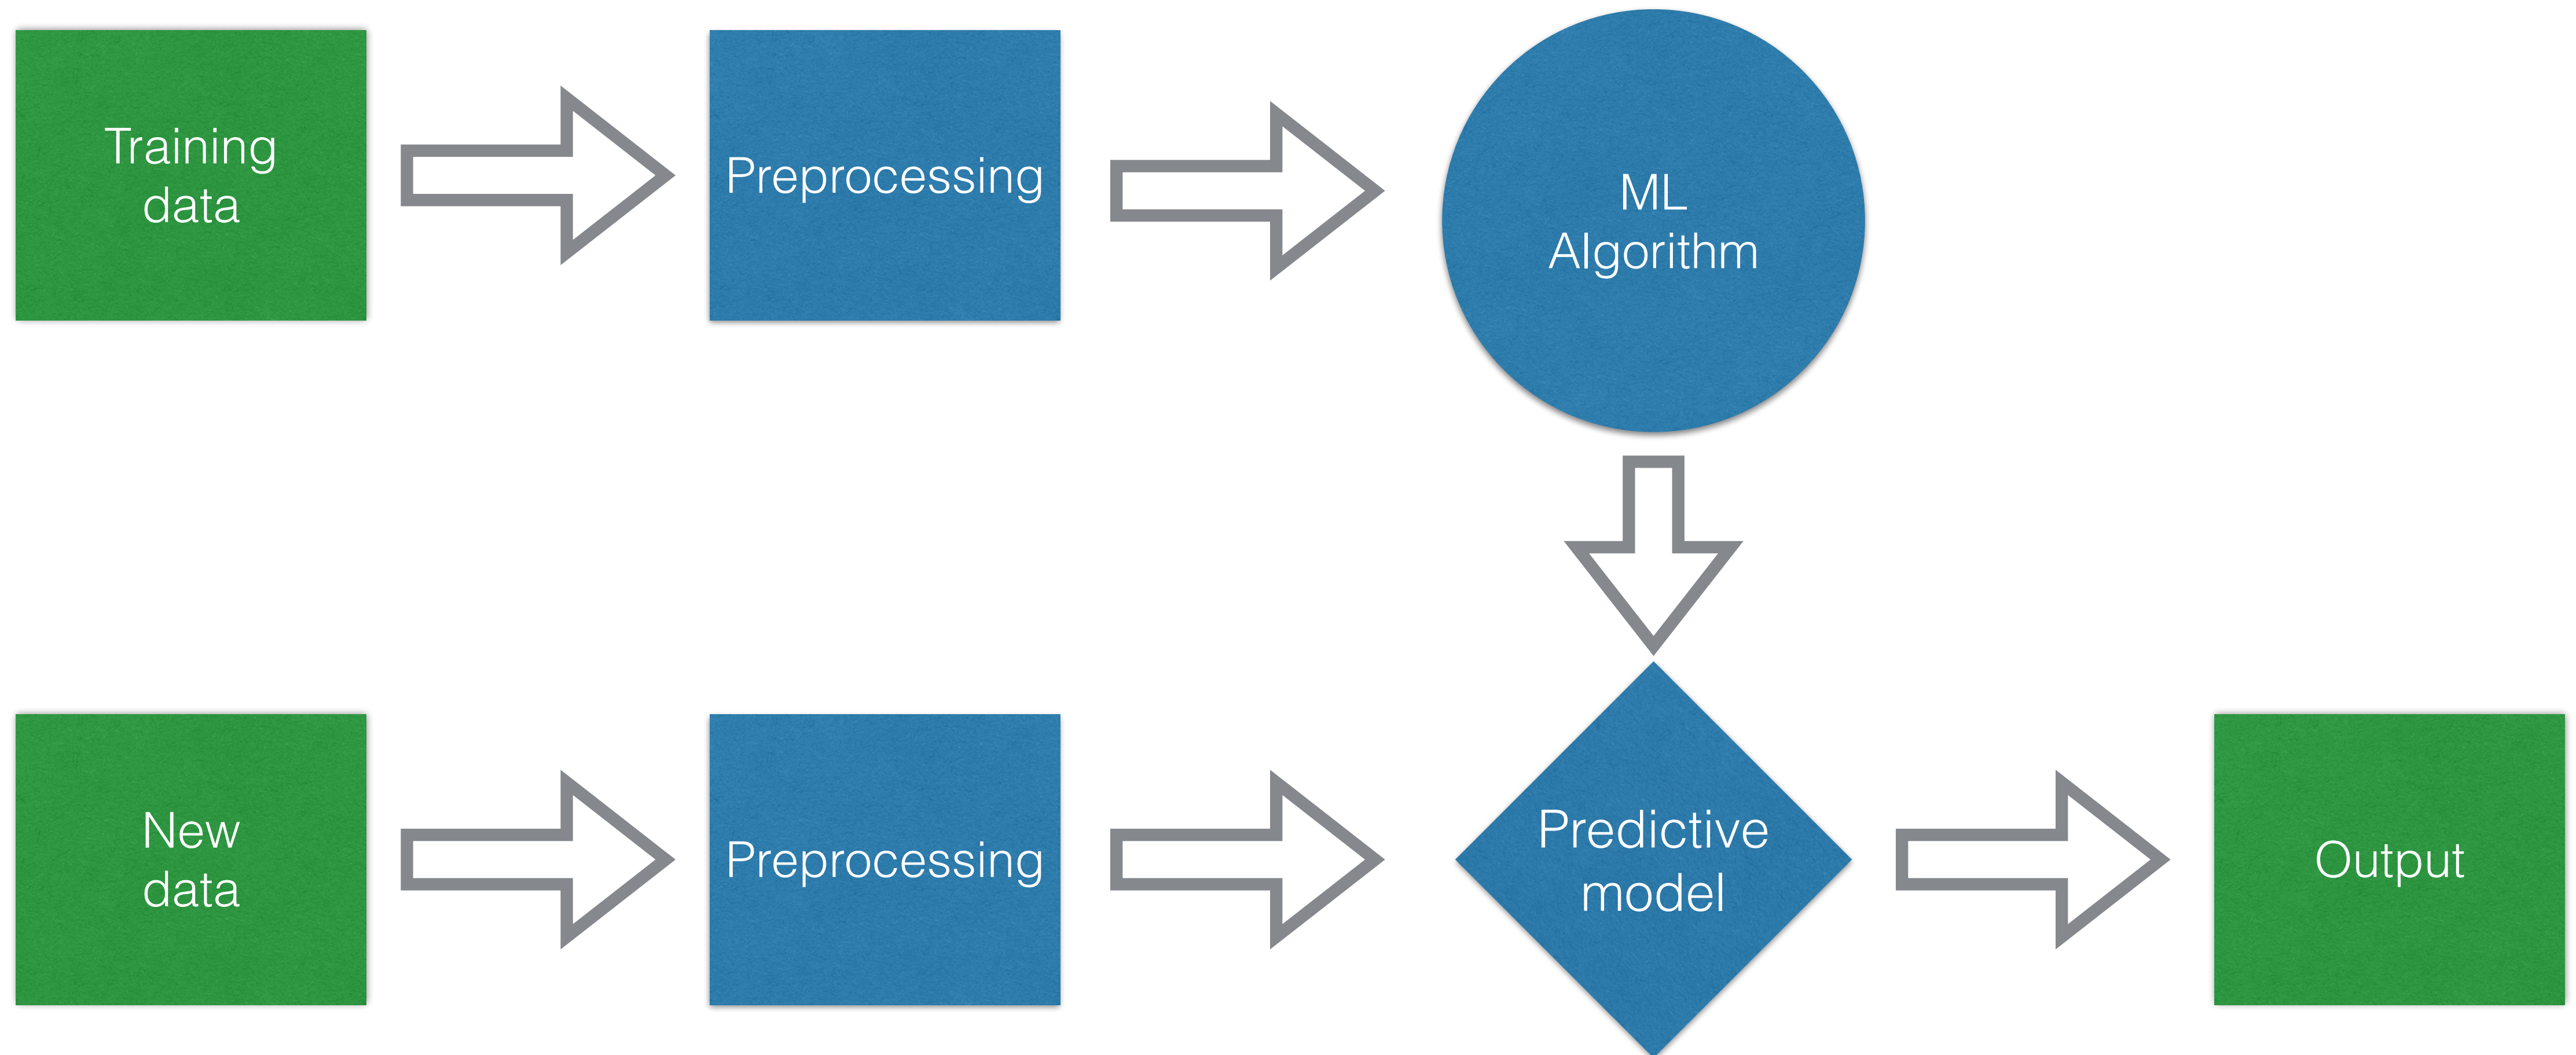 Training
data
Preprocessing
ML
Algorithm
New
data
Preprocessing
Predictive
model
Output